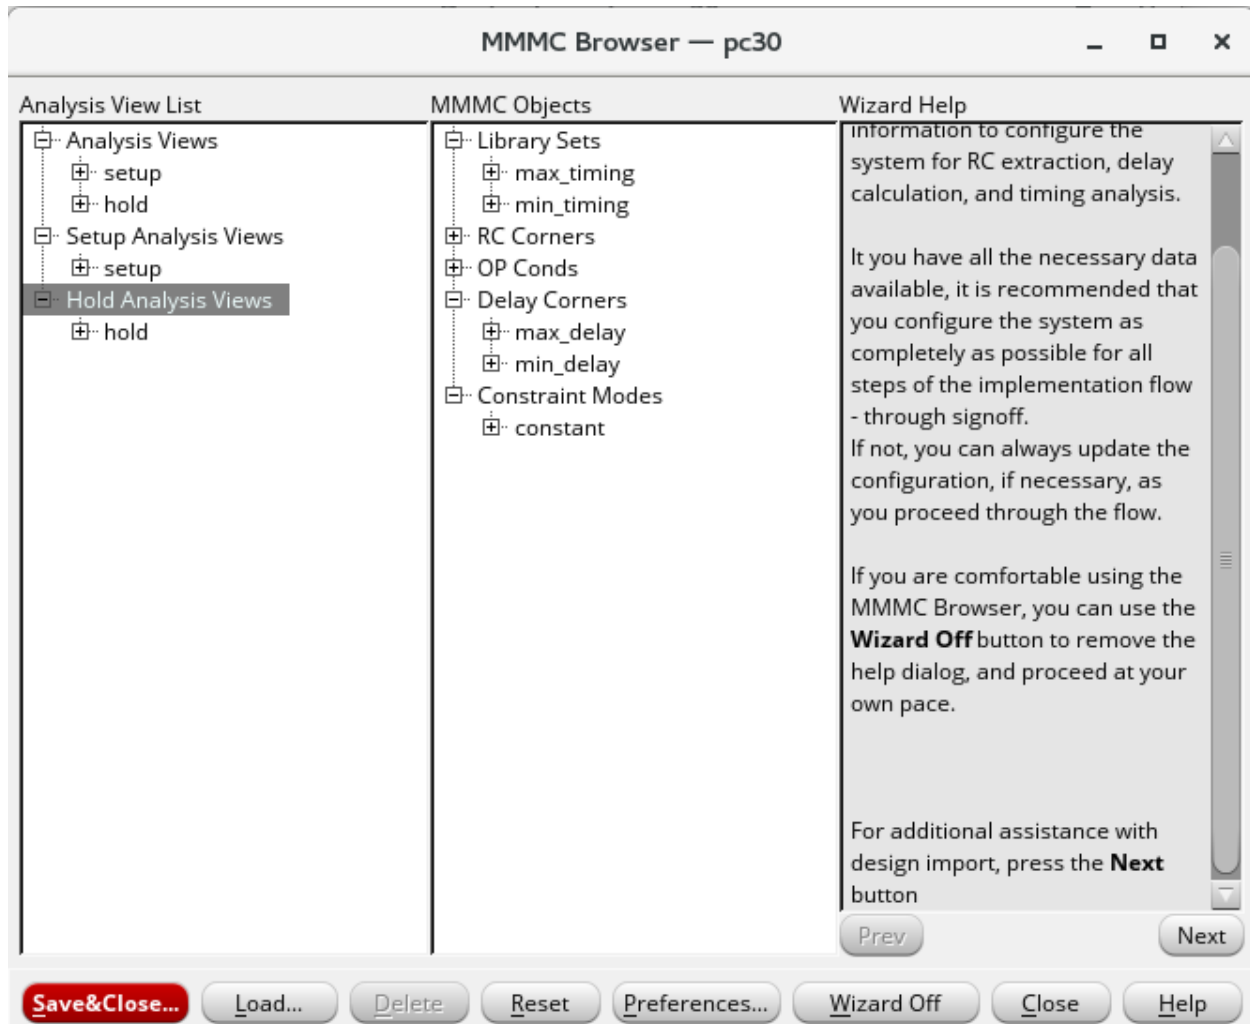 MMMC Browser — pc30
Analysis View List
Analysis Views
setup
hold
Setup Analysis Views
setup
Hold Analysis Views
hold
MMMC Objects
Library Sets
max_timing
min_timing
RC Corners
OP Conds
Delay Corners
max_delay
min_delay
Constraint Modes
constant
Wizard Help
information to configure the
system for RC extraction, delay
calculation, and timing analysis.
It you have all the necessary data
available, it is recommended that
you configure the system as
completely as possible for all
steps of the implementation flow
- through signoff.
If not, you can always update the
configuration, if necessary, as
you proceed through the flow.
If you are comfortable using the
MMMC Browser, you can use the
Wizard Off button to remove the
help dialog, and proceed at your
own pace.
For additional assistance with
design import, press the Next
button
Prev Next
Save&Close... Load... Delete Reset Preferences... Wizard Off Close Help